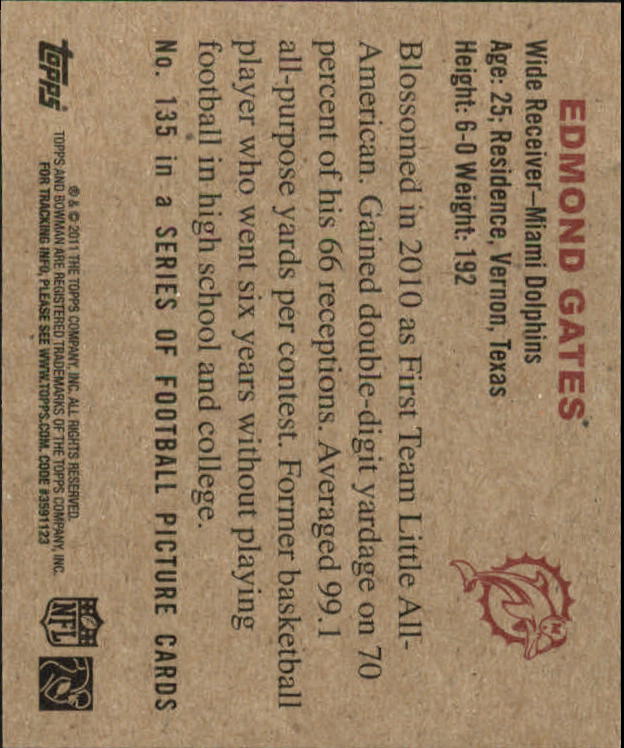 EDMOND GATES
Wide Receiver–Miami Dolphins
Age: 25; Residence, Vernon, Texas
Height: 6-0 Weight: 192
Blossomed in 2010 as First Team Little All-
American. Gained double-digit yardage on 70
percent of his 66 receptions. Averaged 99.1
all-purpose yards per contest. Former basketball
player who went six years without playing
football in high school and college.
No. 135 in a SERIES OF FOOTBALL PICTURE CARDS
topps
® & © 2011 THE TOPPS COMPANY, INC. ALL RIGHTS RESERVED.
TOPPS AND BOWMAN ARE REGISTERED TRADEMARKS OF THE TOPPS COMPANY, INC.
FOR TRACKING INFO, PLEASE SEE WWW.TOPPS.COM. CODE #3591123
NFL